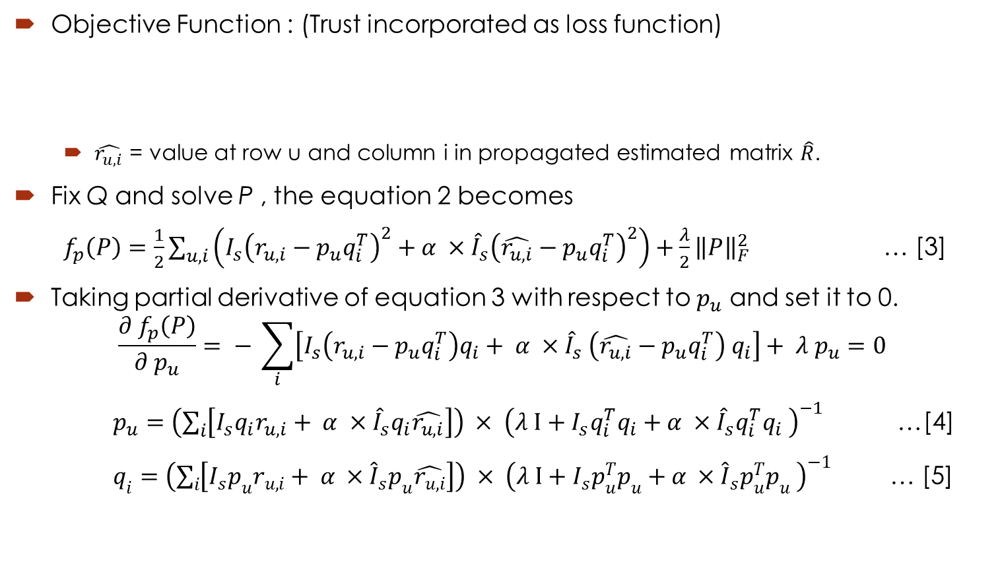 Objective Function : (Trust incorporated as loss function)
$\widehat{r_{u,i}}$ = value at row u and column i in propagated estimated matrix $\hat{R}$.
Fix Q and solve P , the equation 2 becomes
$f_p(P) = \frac{1}{2}\sum_{u,i}\left(I_s\left(r_{u,i} - p_u q_i^T\right)^2 + \alpha \times \hat{I}_s\left(\widehat{r_{u,i}} - p_u q_i^T\right)^2\right) + \frac{\lambda}{2}\|P\|_F^2$ … [3]
Taking partial derivative of equation 3 with respect to $p_u$ and set it to 0.
$\frac{\partial f_p(P)}{\partial p_u} = -\sum_i\left[I_s\left(r_{u,i} - p_u q_i^T\right)q_i + \alpha \times \hat{I}_s\left(\widehat{r_{u,i}} - p_u q_i^T\right) q_i\right] + \lambda p_u = 0$
$p_u = \left(\sum_i\left[I_s q_i r_{u,i} + \alpha \times \hat{I}_s q_i \widehat{r_{u,i}}\right]\right) \times \left(\lambda \mathrm{I} + I_s q_i^T q_i + \alpha \times \hat{I}_s q_i^T q_i\right)^{-1}$ …[4]
$q_i = \left(\sum_i\left[I_s p_u r_{u,i} + \alpha \times \hat{I}_s p_u \widehat{r_{u,i}}\right]\right) \times \left(\lambda \mathrm{I} + I_s p_u^T p_u + \alpha \times \hat{I}_s p_u^T p_u\right)^{-1}$ … [5]